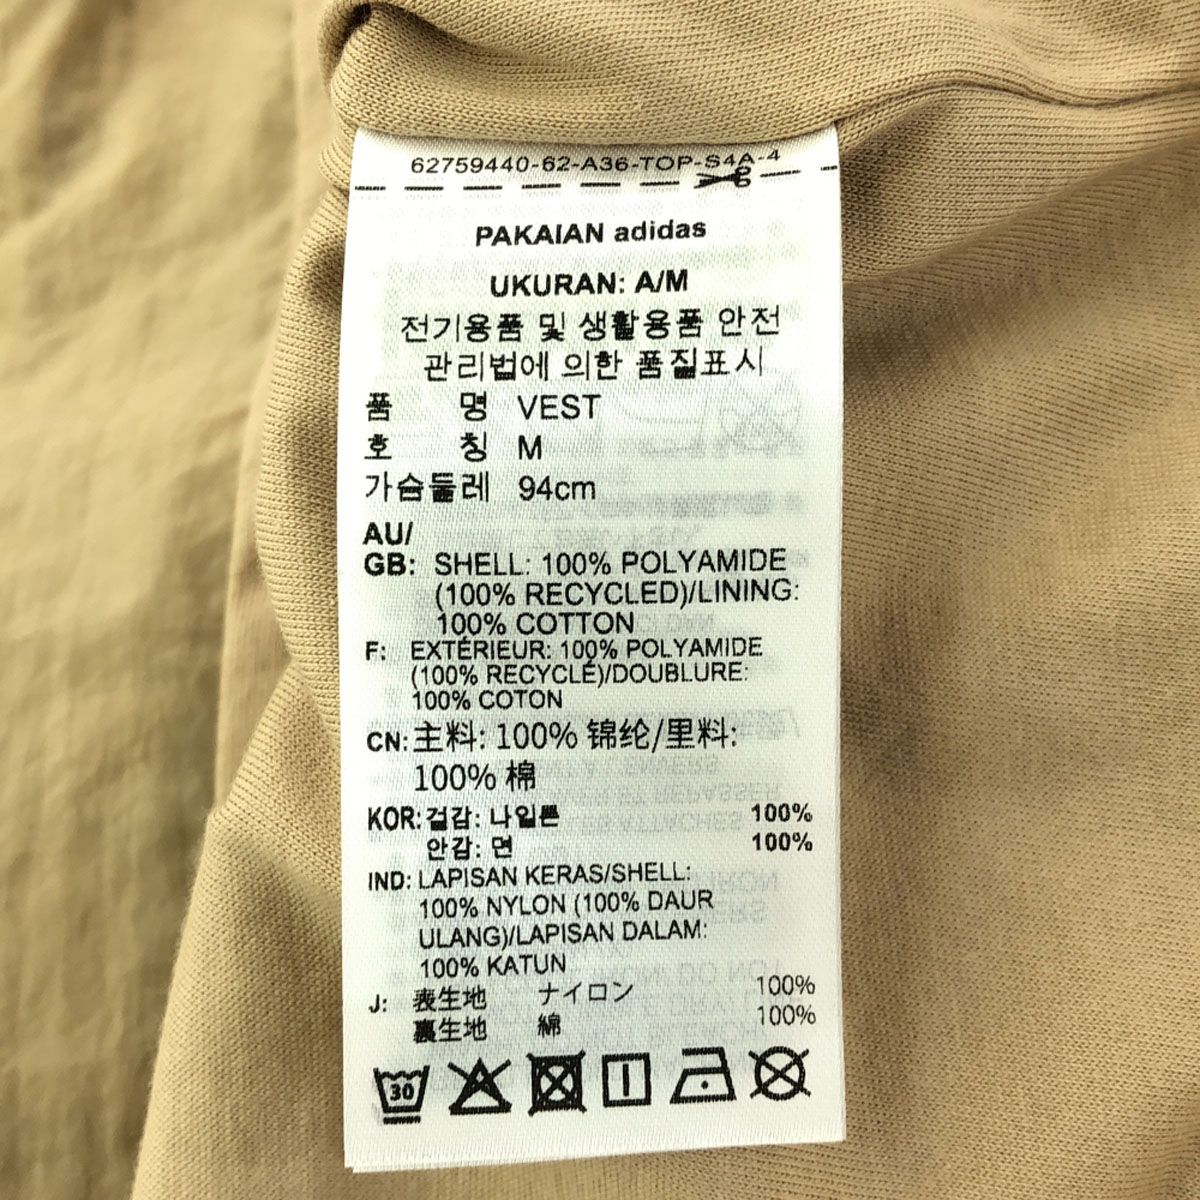 62759440-62-A36-TOP-S4A-4
PAKAIAN adidas
UKURAN: A/M
전기용품 및 생활용품 안전
관리법에 의한 품질표시
품 명 VEST
호 칭 M
가슴둘레 94cm
AU/
GB: SHELL: 100% POLYAMIDE
(100% RECYCLED)/LINING:
100% COTTON
F: EXTÉRIEUR: 100% POLYAMIDE
(100% RECYCLÉ)/DOUBLURE:
100% COTON
CN: 主料: 100% 锦纶/里料:
100% 棉
KOR: 겉감: 나일론 100%
안감: 면 100%
IND: LAPISAN KERAS/SHELL:
100% NYLON (100% DAUR
ULANG)/LAPISAN DALAM:
100% KATUN
J: 表生地 ナイロン 100%
裏生地 綿 100%
30